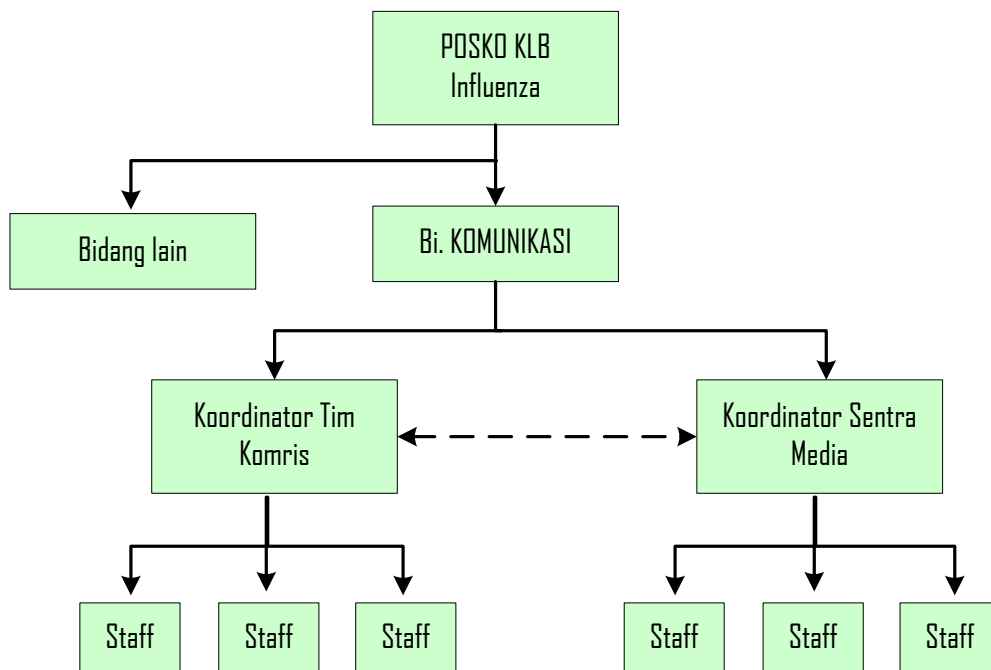 POSKO KLB
Influenza
Bidang lain
Bi. KOMUNIKASI
Koordinator Tim
Komris
Koordinator Sentra
Media
Staff
Staff
Staff
Staff
Staff
Staff